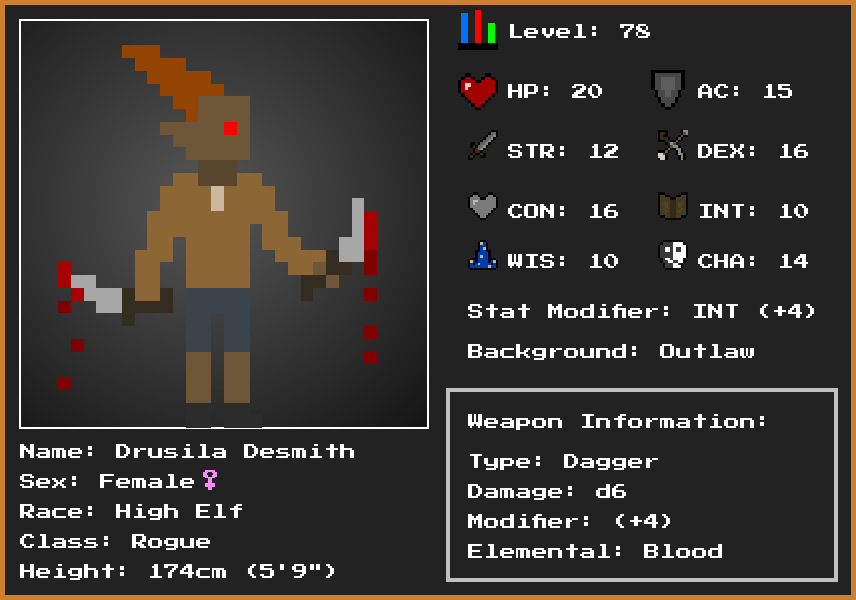 Level: 78
HP: 20
AC: 15
STR: 12
DEX: 16
CON: 16
INT: 10
WIS: 10
CHA: 14
Stat Modifier: INT (+4)
Background: Outlaw
Weapon Information:
Type: Dagger
Damage: d6
Modifier: (+4)
Elemental: Blood
Name: Drusila Desmith
Sex: Female♀
Race: High Elf
Class: Rogue
Height: 174cm (5'9")